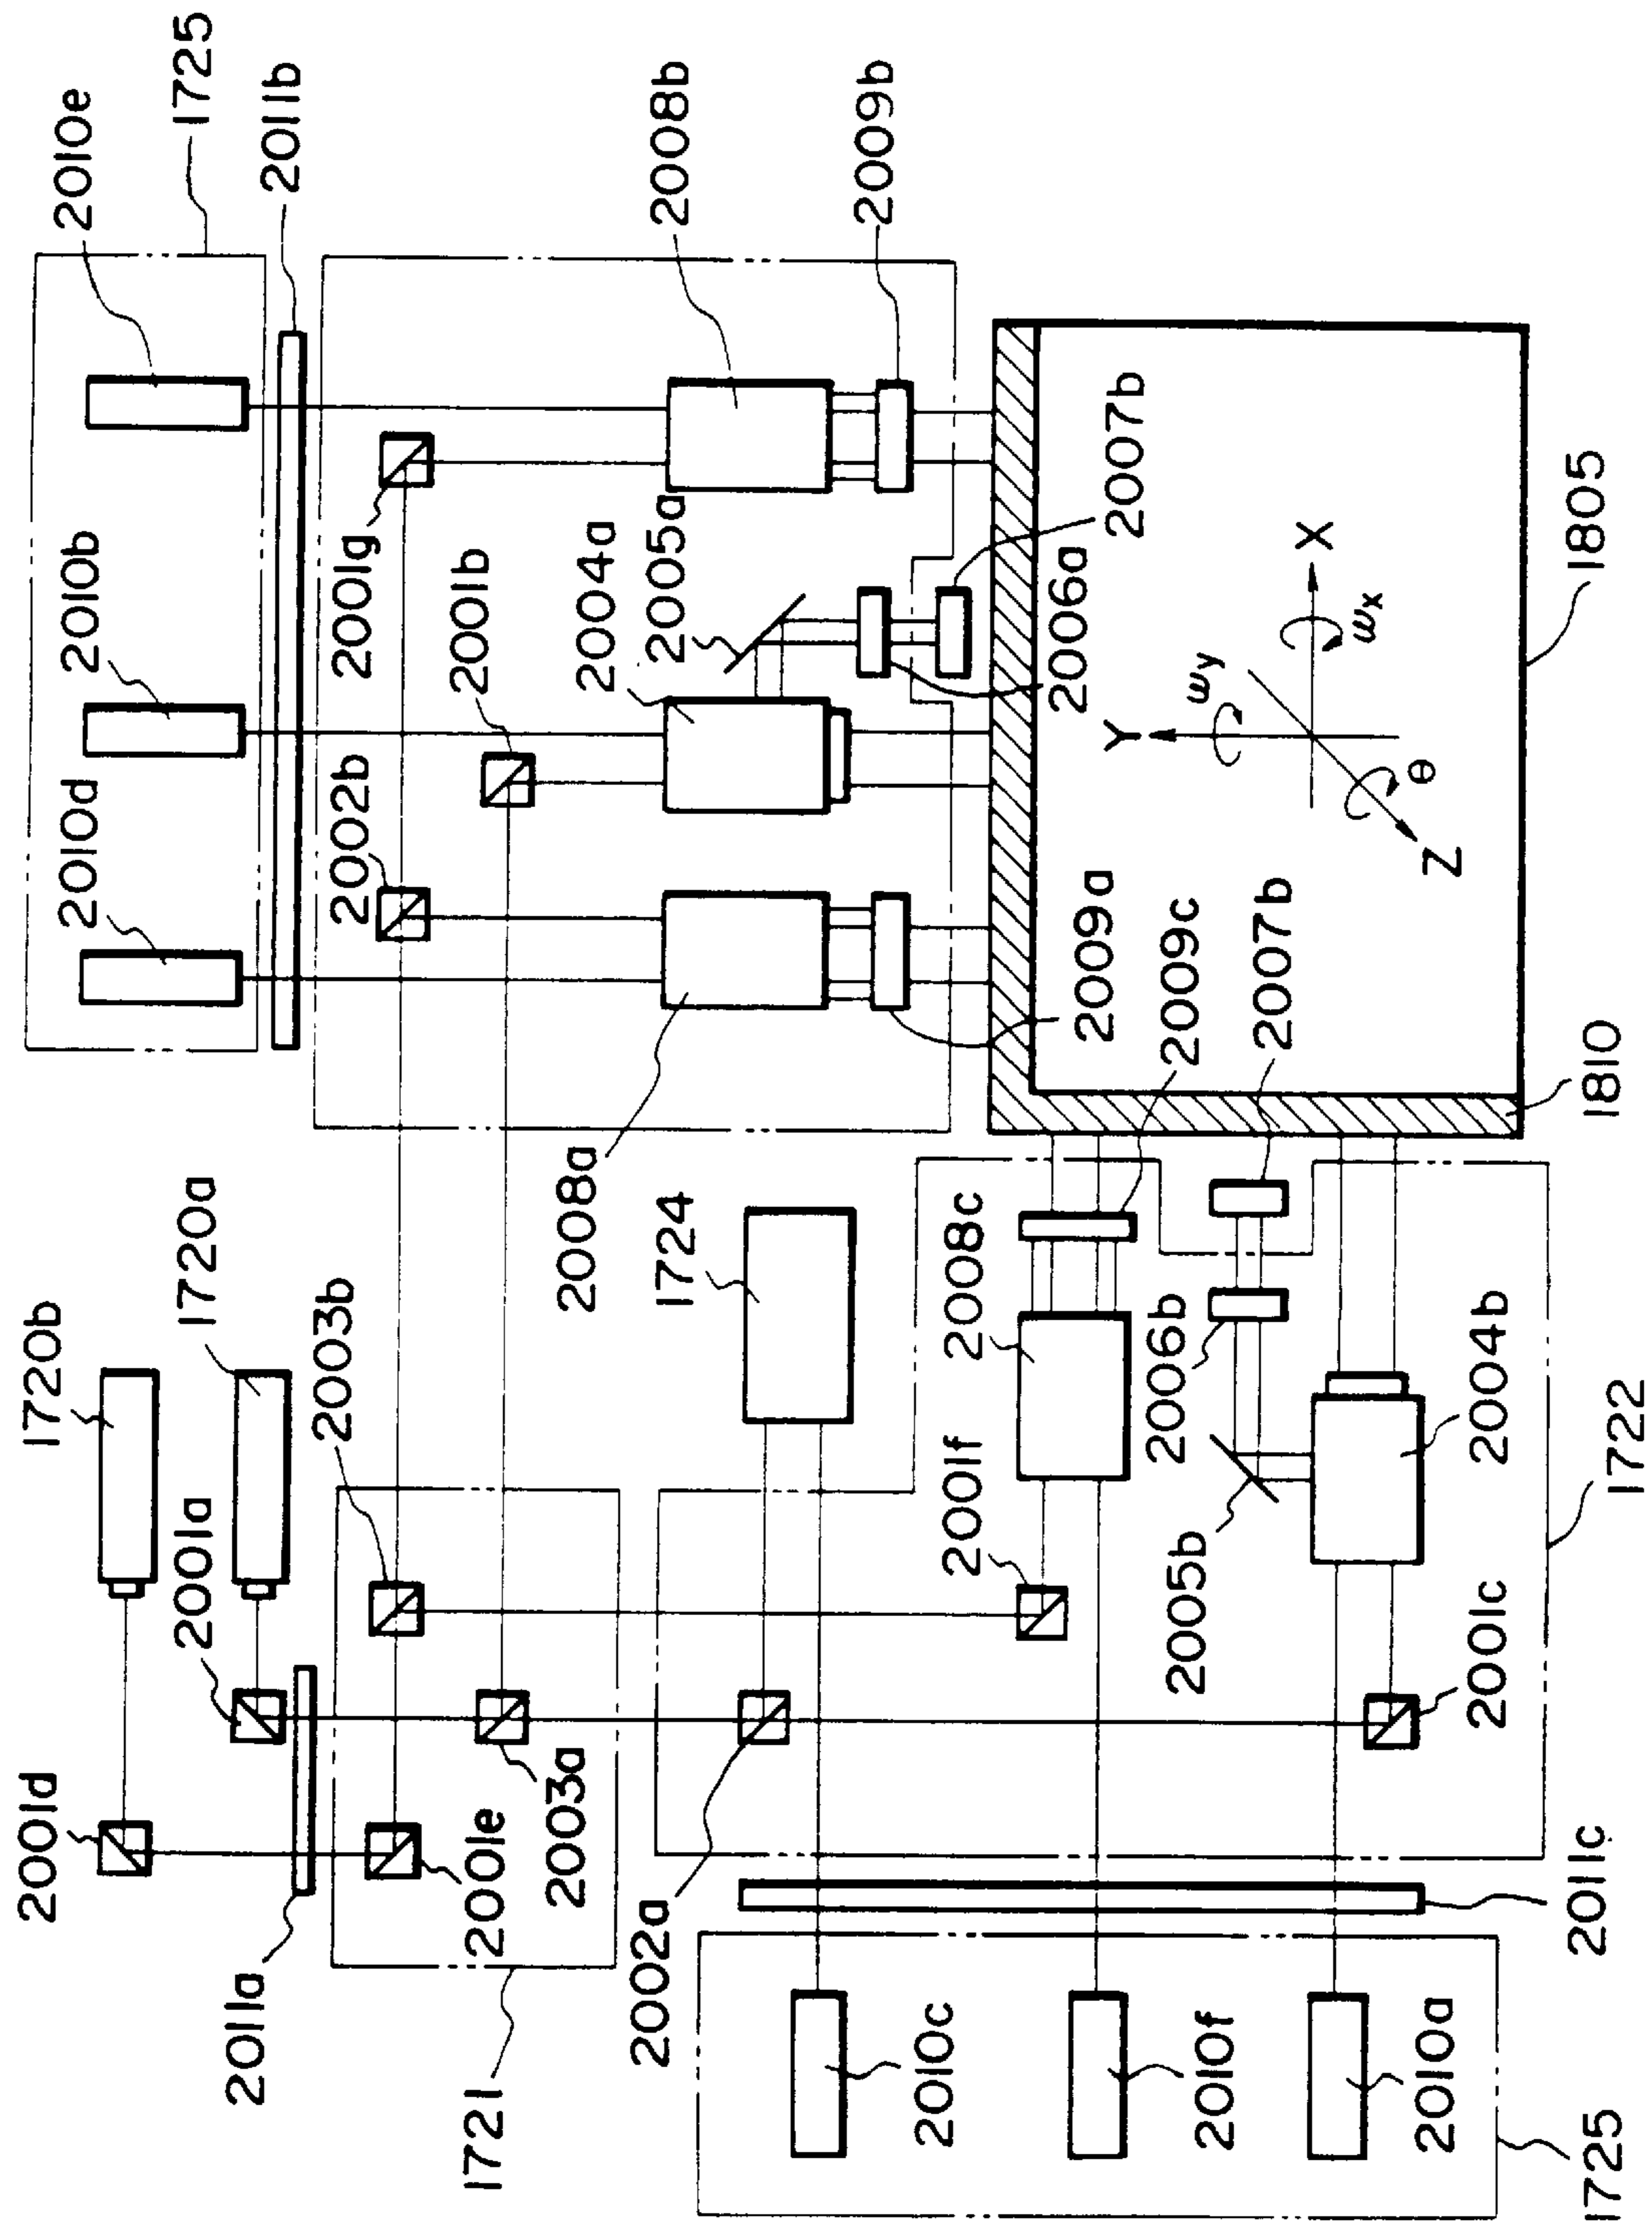 2010e
1725
2011b
2010b
2010d
2008b
2009b
2001g
2001b
2004a
2005a
2002b
2006a
2007b
X
Y
Z
ωx
ωy
θ
1805
2009a
2009c
2007b
1810
2008a
1720b
1720a
2003b
1724
2001a
2001d
2008c
2006b
2001f
2004b
1722
2005b
2001c
2001e
2003a
2002a
2011a
2011c
1721
2010c
2010f
2010a
1725